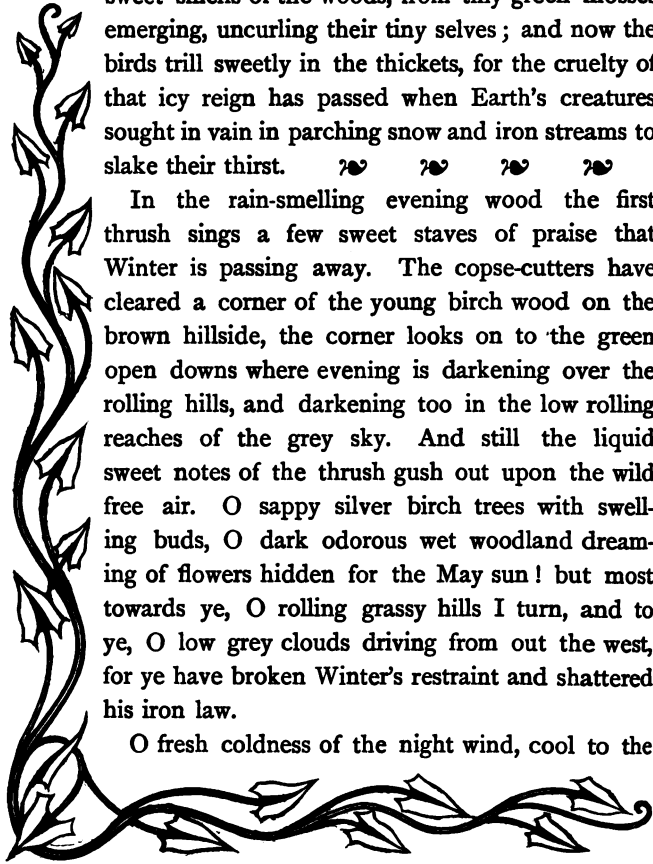 sweet smells of the woods, from tiny green mosses
emerging, uncurling their tiny selves ; and now the
birds trill sweetly in the thickets, for the cruelty of
that icy reign has passed when Earth's creatures
sought in vain in parching snow and iron streams to
slake their thirst.
In the rain-smelling evening wood the first
thrush sings a few sweet staves of praise that
Winter is passing away. The copse-cutters have
cleared a corner of the young birch wood on the
brown hillside, the corner looks on to the green
open downs where evening is darkening over the
rolling hills, and darkening too in the low rolling
reaches of the grey sky. And still the liquid
sweet notes of the thrush gush out upon the wild
free air. O sappy silver birch trees with swell-
ing buds, O dark odorous wet woodland dream-
ing of flowers hidden for the May sun ! but most
towards ye, O rolling grassy hills I turn, and to
ye, O low grey clouds driving from out the west,
for ye have broken Winter's restraint and shattered
his iron law.
O fresh coldness of the night wind, cool to the